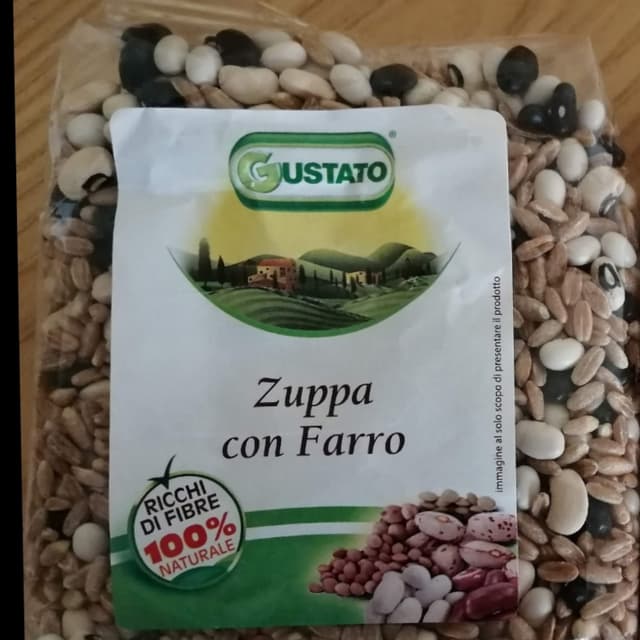 GUSTATO®
Zuppa
con Farro
RICCHI
DI FIBRE
100%
NATURALE
immagine al solo scopo di presentare il prodotto